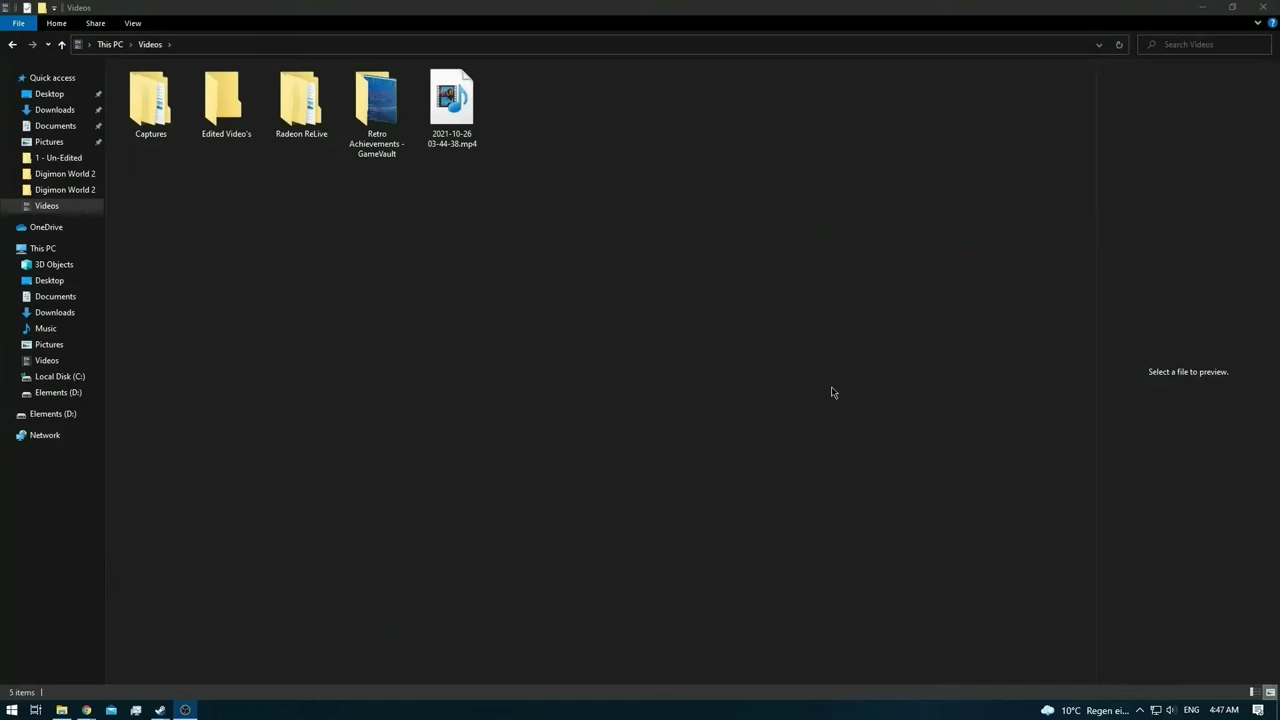 Videos
File Home Share View
This PC Videos
Search Videos
Quick access
Desktop
Downloads
Documents
Pictures
1 - Un-Edited
Digimon World 2
Digimon World 2
Videos
OneDrive
This PC
3D Objects
Desktop
Documents
Downloads
Music
Pictures
Videos
Local Disk (C:)
Elements (D:)
Elements (D:)
Network
Captures
Edited Video's
Radeon ReLive
Retro
Achievements -
GameVault
2021-10-26
03-44-38.mp4
Select a file to preview.
5 items
10°C Regen ei... ENG 4:47 AM